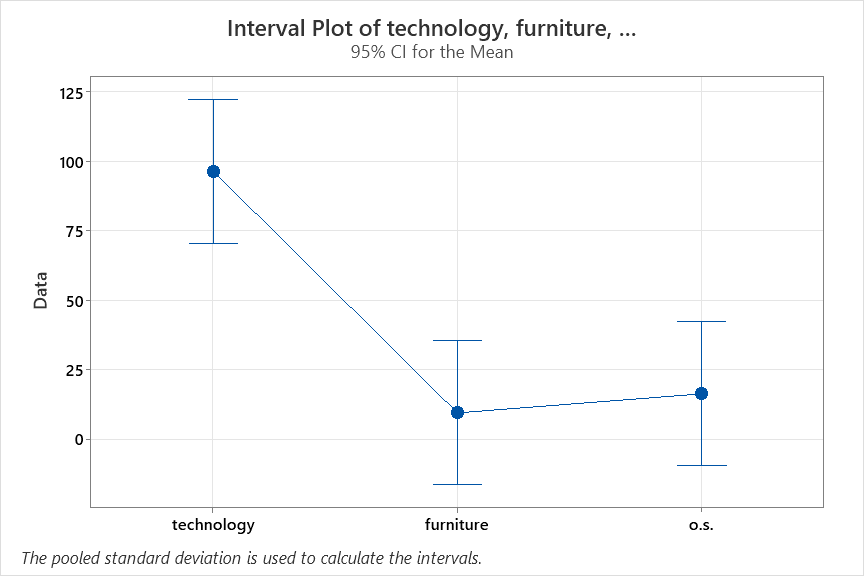 Interval Plot of technology, furniture, ...
95% CI for the Mean
125
100
75
50
25
0
Data
technology furniture o.s.
The pooled standard deviation is used to calculate the intervals.